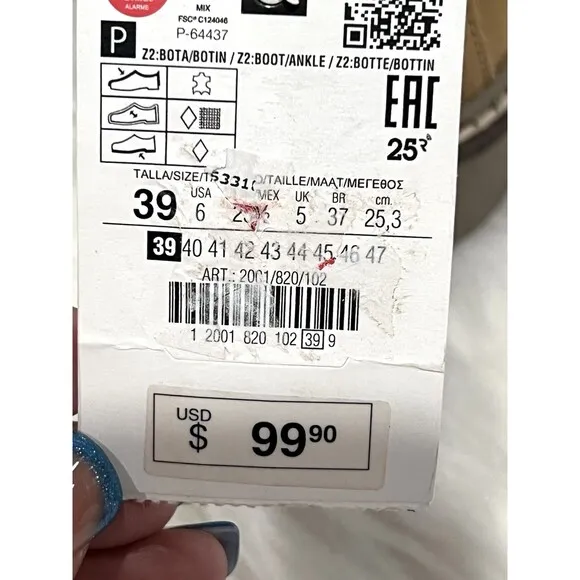 ALARMS
MIX
FSC® C124046
P-64437
P
Z2:BOTA/BOTIN / Z2:BOOT/ANKLE / Z2:BOTTE/BOTTIN
EAC
25
TALLA/SIZE/ /TAILLE/MAAT/ΜΕΓΕΘΟΣ
5331
USA MEX UK BR cm.
39 6 5 37 25,3
39 40 41 42 43 44 45 46 47
ART.: 2001/820/102
1 2001 820 102 39 9
USD
$ 99 90